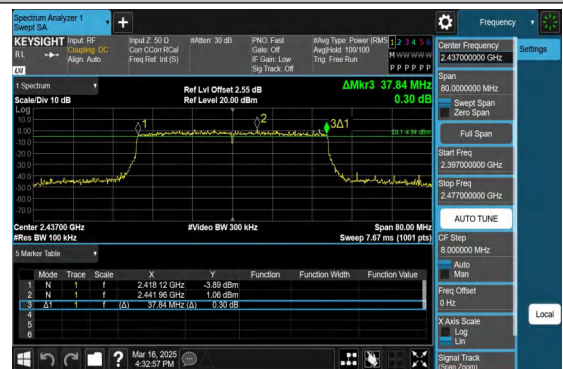 Spectrum Analyzer 1
Swept SA
Frequency
KEYSIGHT
RL
Input: RF
Coupling: DC
Align: Auto
Input Z: 50 Ω
Corr CCorr RCal
Freq Ref: Int (S)
#Atten: 30 dB
PNO: Fast
Gate: Off
IF Gain: Low
Sig Track: Off
#Avg Type: Power (RMS
Avg|Hold: 100/100
Trig: Free Run
1 2 3 4 5 6
M W W W W W
P P P P P P
LXI
1 Spectrum
Scale/Div 10 dB
Ref Lvl Offset 2.55 dB
Ref Level 20.00 dBm
ΔMkr3 37.84 MHz
0.30 dB
Log
10.0
0.00
-10.0
-20.0
-30.0
-40.0
-50.0
-60.0
-70.0
1
2
3Δ1
Center 2.43700 GHz
#Res BW 100 kHz
#Video BW 300 kHz
Span 80.00 MHz
Sweep 7.67 ms (1001 pts)
5 Marker Table
Mode Trace Scale X Y Function Function Width Function Value
1 N 1 f 2.418 12 GHz -3.89 dBm
2 N 1 f 2.441 96 GHz 1.06 dBm
3 Δ1 1 f (Δ) 37.84 MHz (Δ) 0.30 dB
4
5
6
Mar 16, 2025
4:32:57 PM
Center Frequency
2.437000000 GHz
Span
80.0000000 MHz
Swept Span
Zero Span
Full Span
Start Freq
2.397000000 GHz
Stop Freq
2.477000000 GHz
AUTO TUNE
CF Step
8.000000 MHz
Auto
Man
Freq Offset
0 Hz
X Axis Scale
Log
Lin
Signal Track
(Span Zoom)
Settings
Local